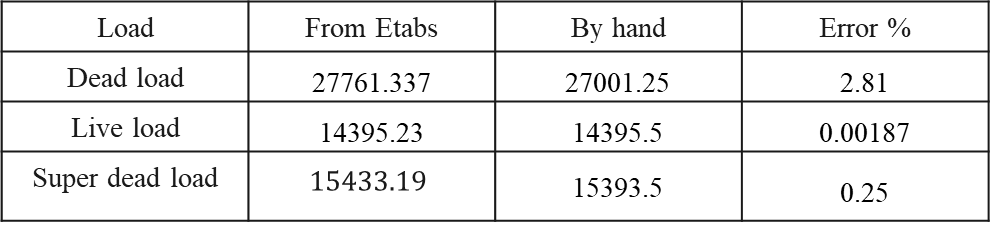 Load From Etabs By hand Error %
Dead load 27761.337 27001.25 2.81
Live load 14395.23 14395.5 0.00187
Super dead load 15433.19 15393.5 0.25